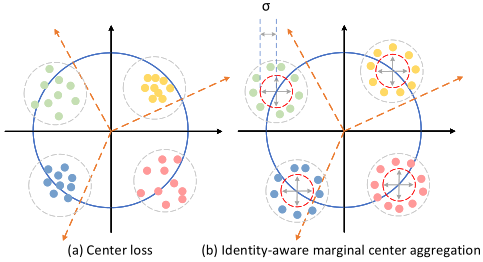 σ
(a) Center loss
(b) Identity-aware marginal center aggregation